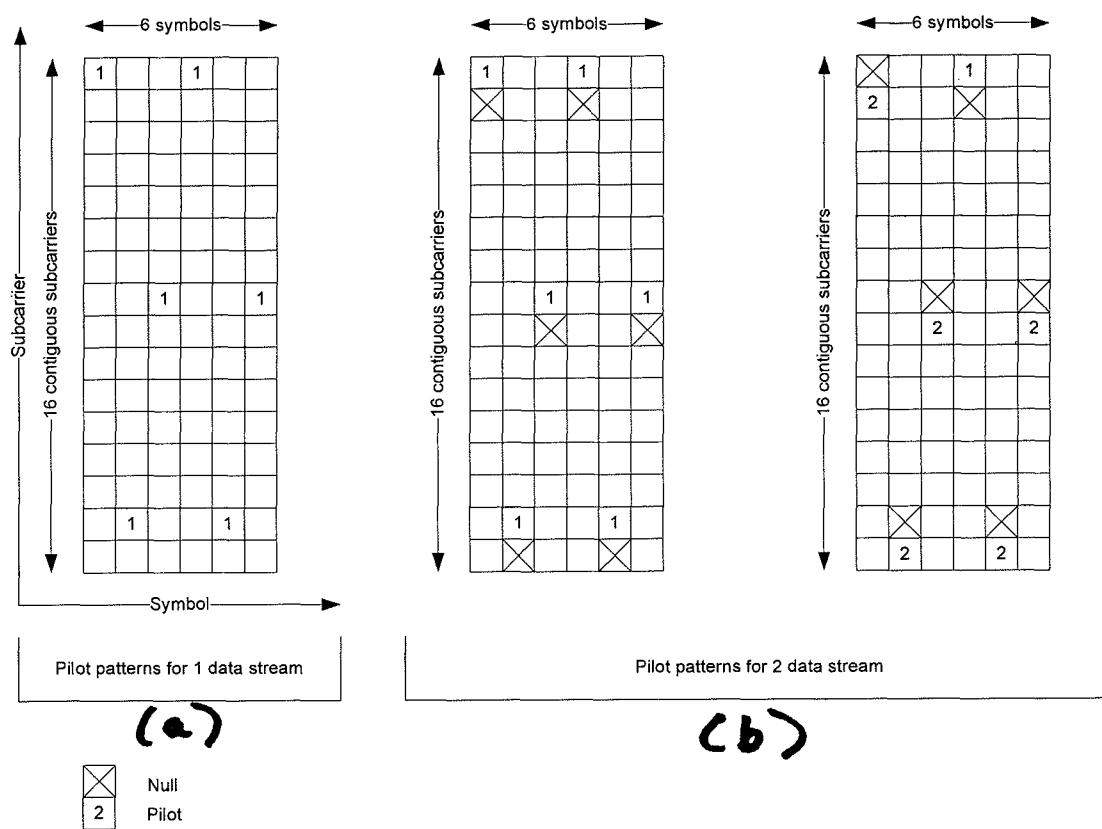 6 symbols
6 symbols
6 symbols
Subcarrier
16 contiguous subcarriers
16 contiguous subcarriers
16 contiguous subcarriers
1 1
1 1
1 1
1 1
1 1
1 1
1
2
2 2
2 2
Symbol
Pilot patterns for 1 data stream
Pilot patterns for 2 data stream
(a)
(b)
Null
2 Pilot